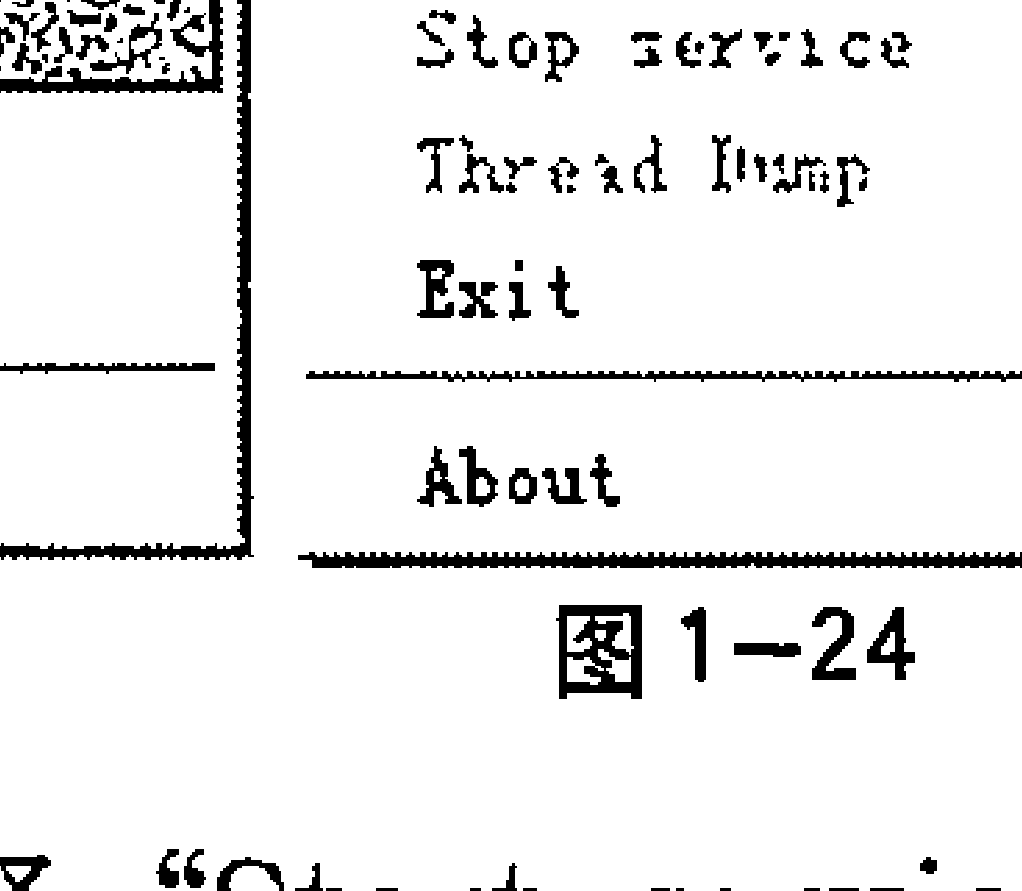 Stop service
Thread Dump
Exit
About
图 1-24